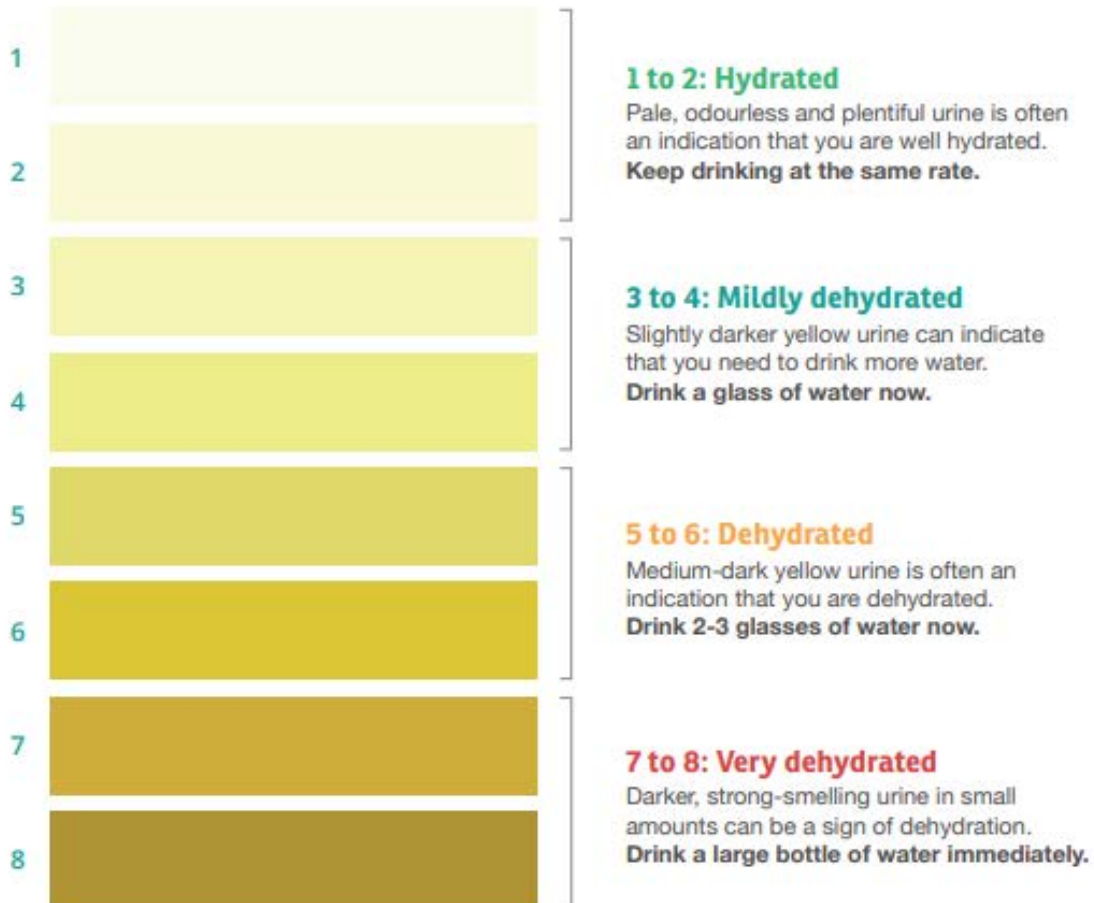 1
2
1 to 2: Hydrated
Pale, odourless and plentiful urine is often
an indication that you are well hydrated.
Keep drinking at the same rate.
3
4
3 to 4: Mildly dehydrated
Slightly darker yellow urine can indicate
that you need to drink more water.
Drink a glass of water now.
5
6
5 to 6: Dehydrated
Medium-dark yellow urine is often an
indication that you are dehydrated.
Drink 2-3 glasses of water now.
7
8
7 to 8: Very dehydrated
Darker, strong-smelling urine in small
amounts can be a sign of dehydration.
Drink a large bottle of water immediately.